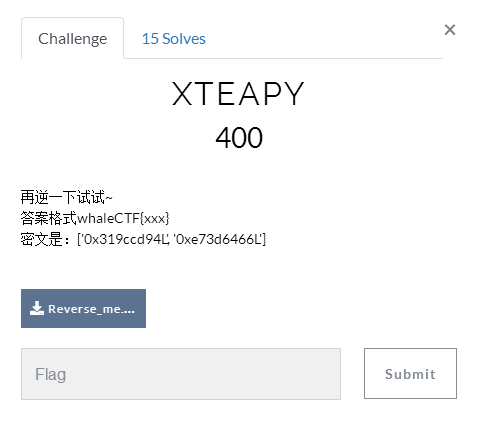 Challenge
15 Solves
×
XTEAPY
400
再逆一下试试~
答案格式whaleCTF{xxx}
密文是：['0x319ccd94L', '0xe73d6466L']
Reverse_me....
Flag
Submit